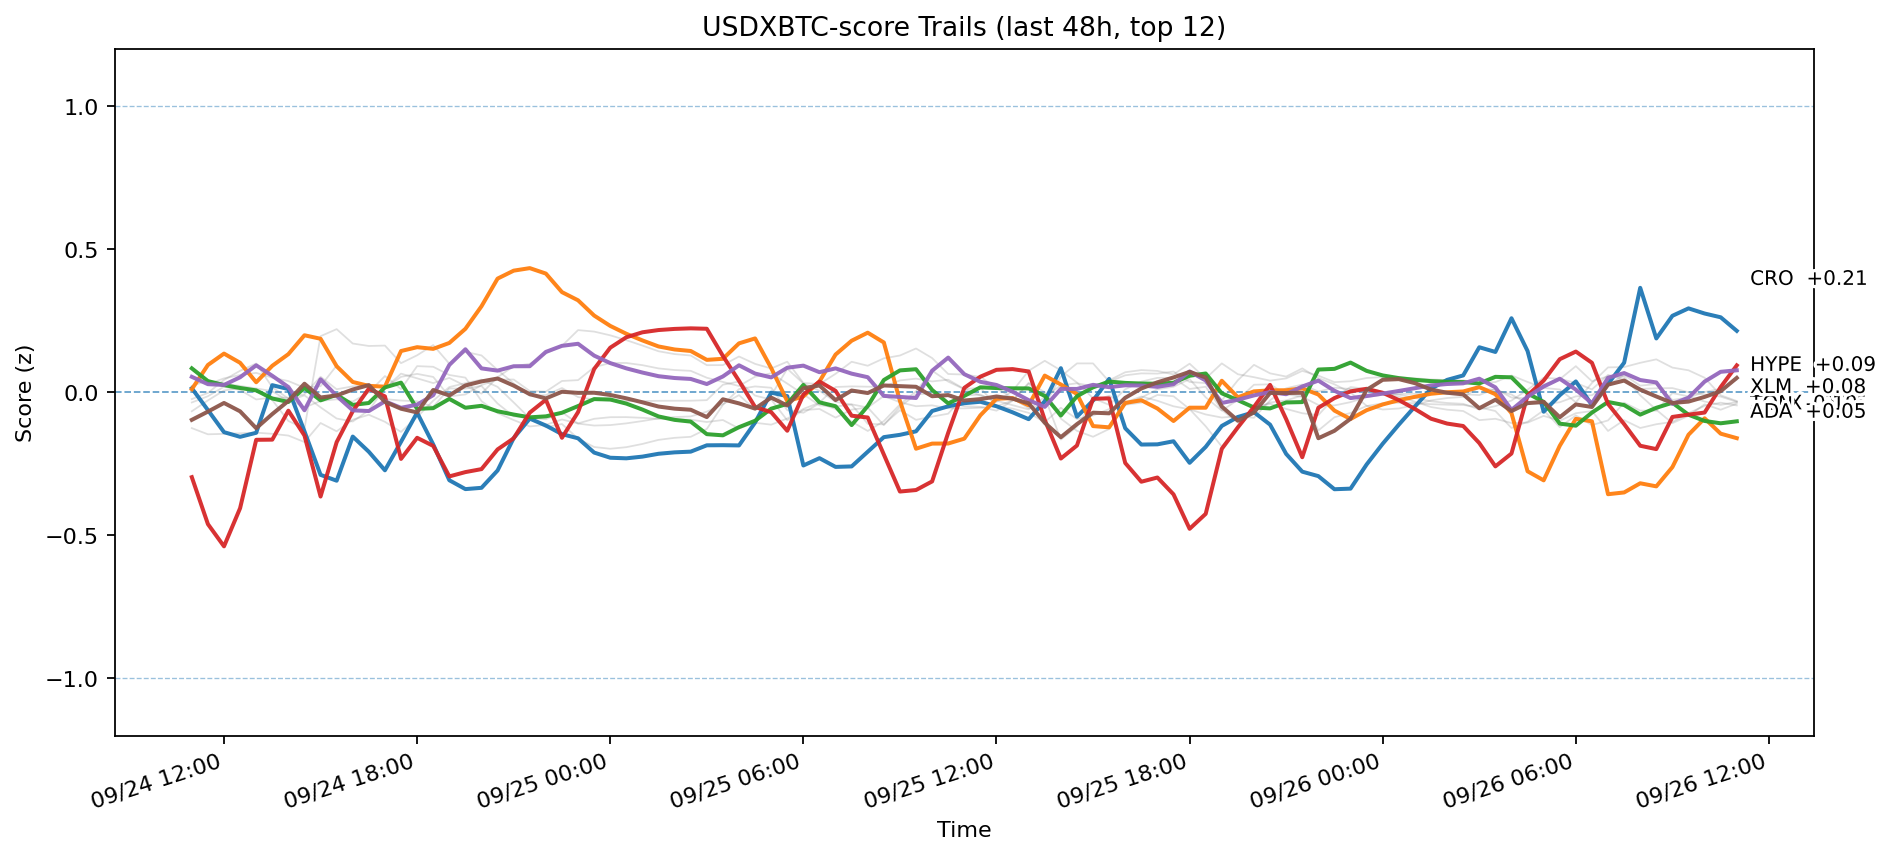 USDXBTC-score Trails (last 48h, top 12)
Score (z)
1.0
0.5
0.0
−0.5
−1.0
CRO +0.21
HYPE +0.09
XLM +0.08
ADA +0.05
09/24 12:00
09/24 18:00
09/25 00:00
09/25 06:00
09/25 12:00
09/25 18:00
09/26 00:00
09/26 06:00
09/26 12:00
Time